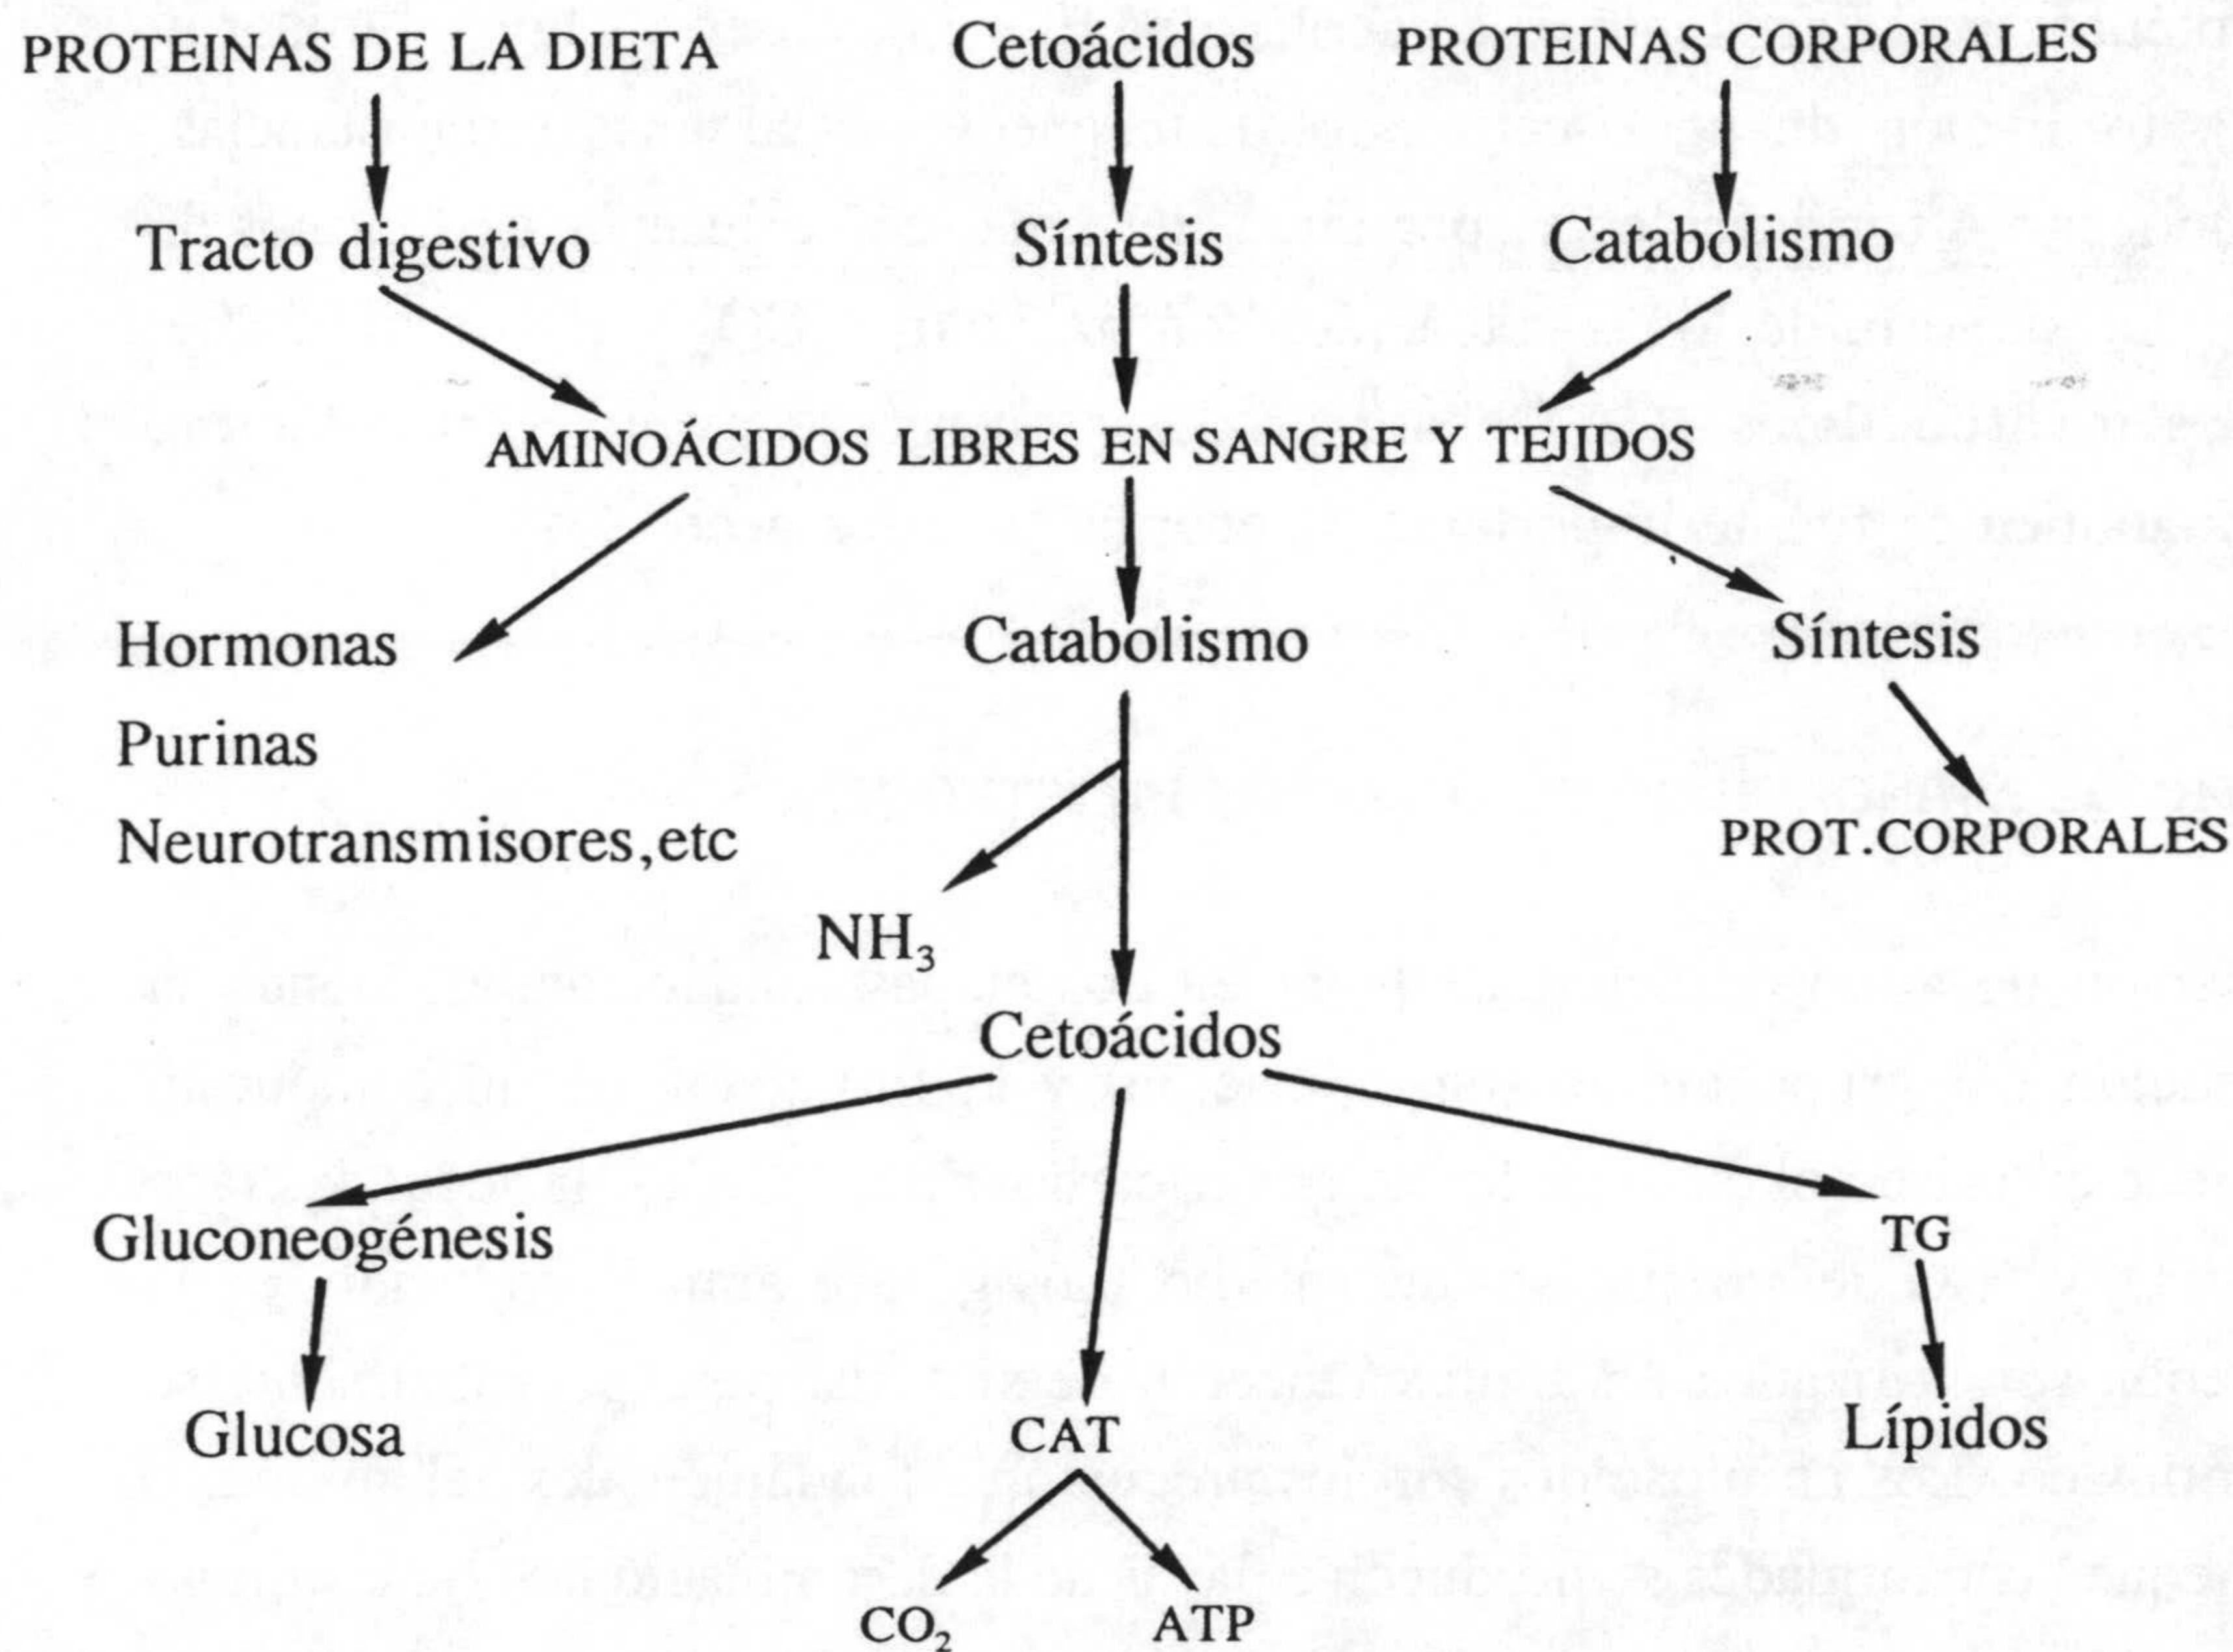 PROTEINAS DE LA DIETA Cetoácidos PROTEINAS CORPORALES
Tracto digestivo Síntesis Catabolismo
AMINOÁCIDOS LIBRES EN SANGRE Y TEJIDOS
Hormonas Catabolismo Síntesis
Purinas
Neurotransmisores,etc PROT.CORPORALES
NH₃
Cetoácidos
Gluconeogénesis TG
Glucosa CAT Lípidos
CO₂ ATP